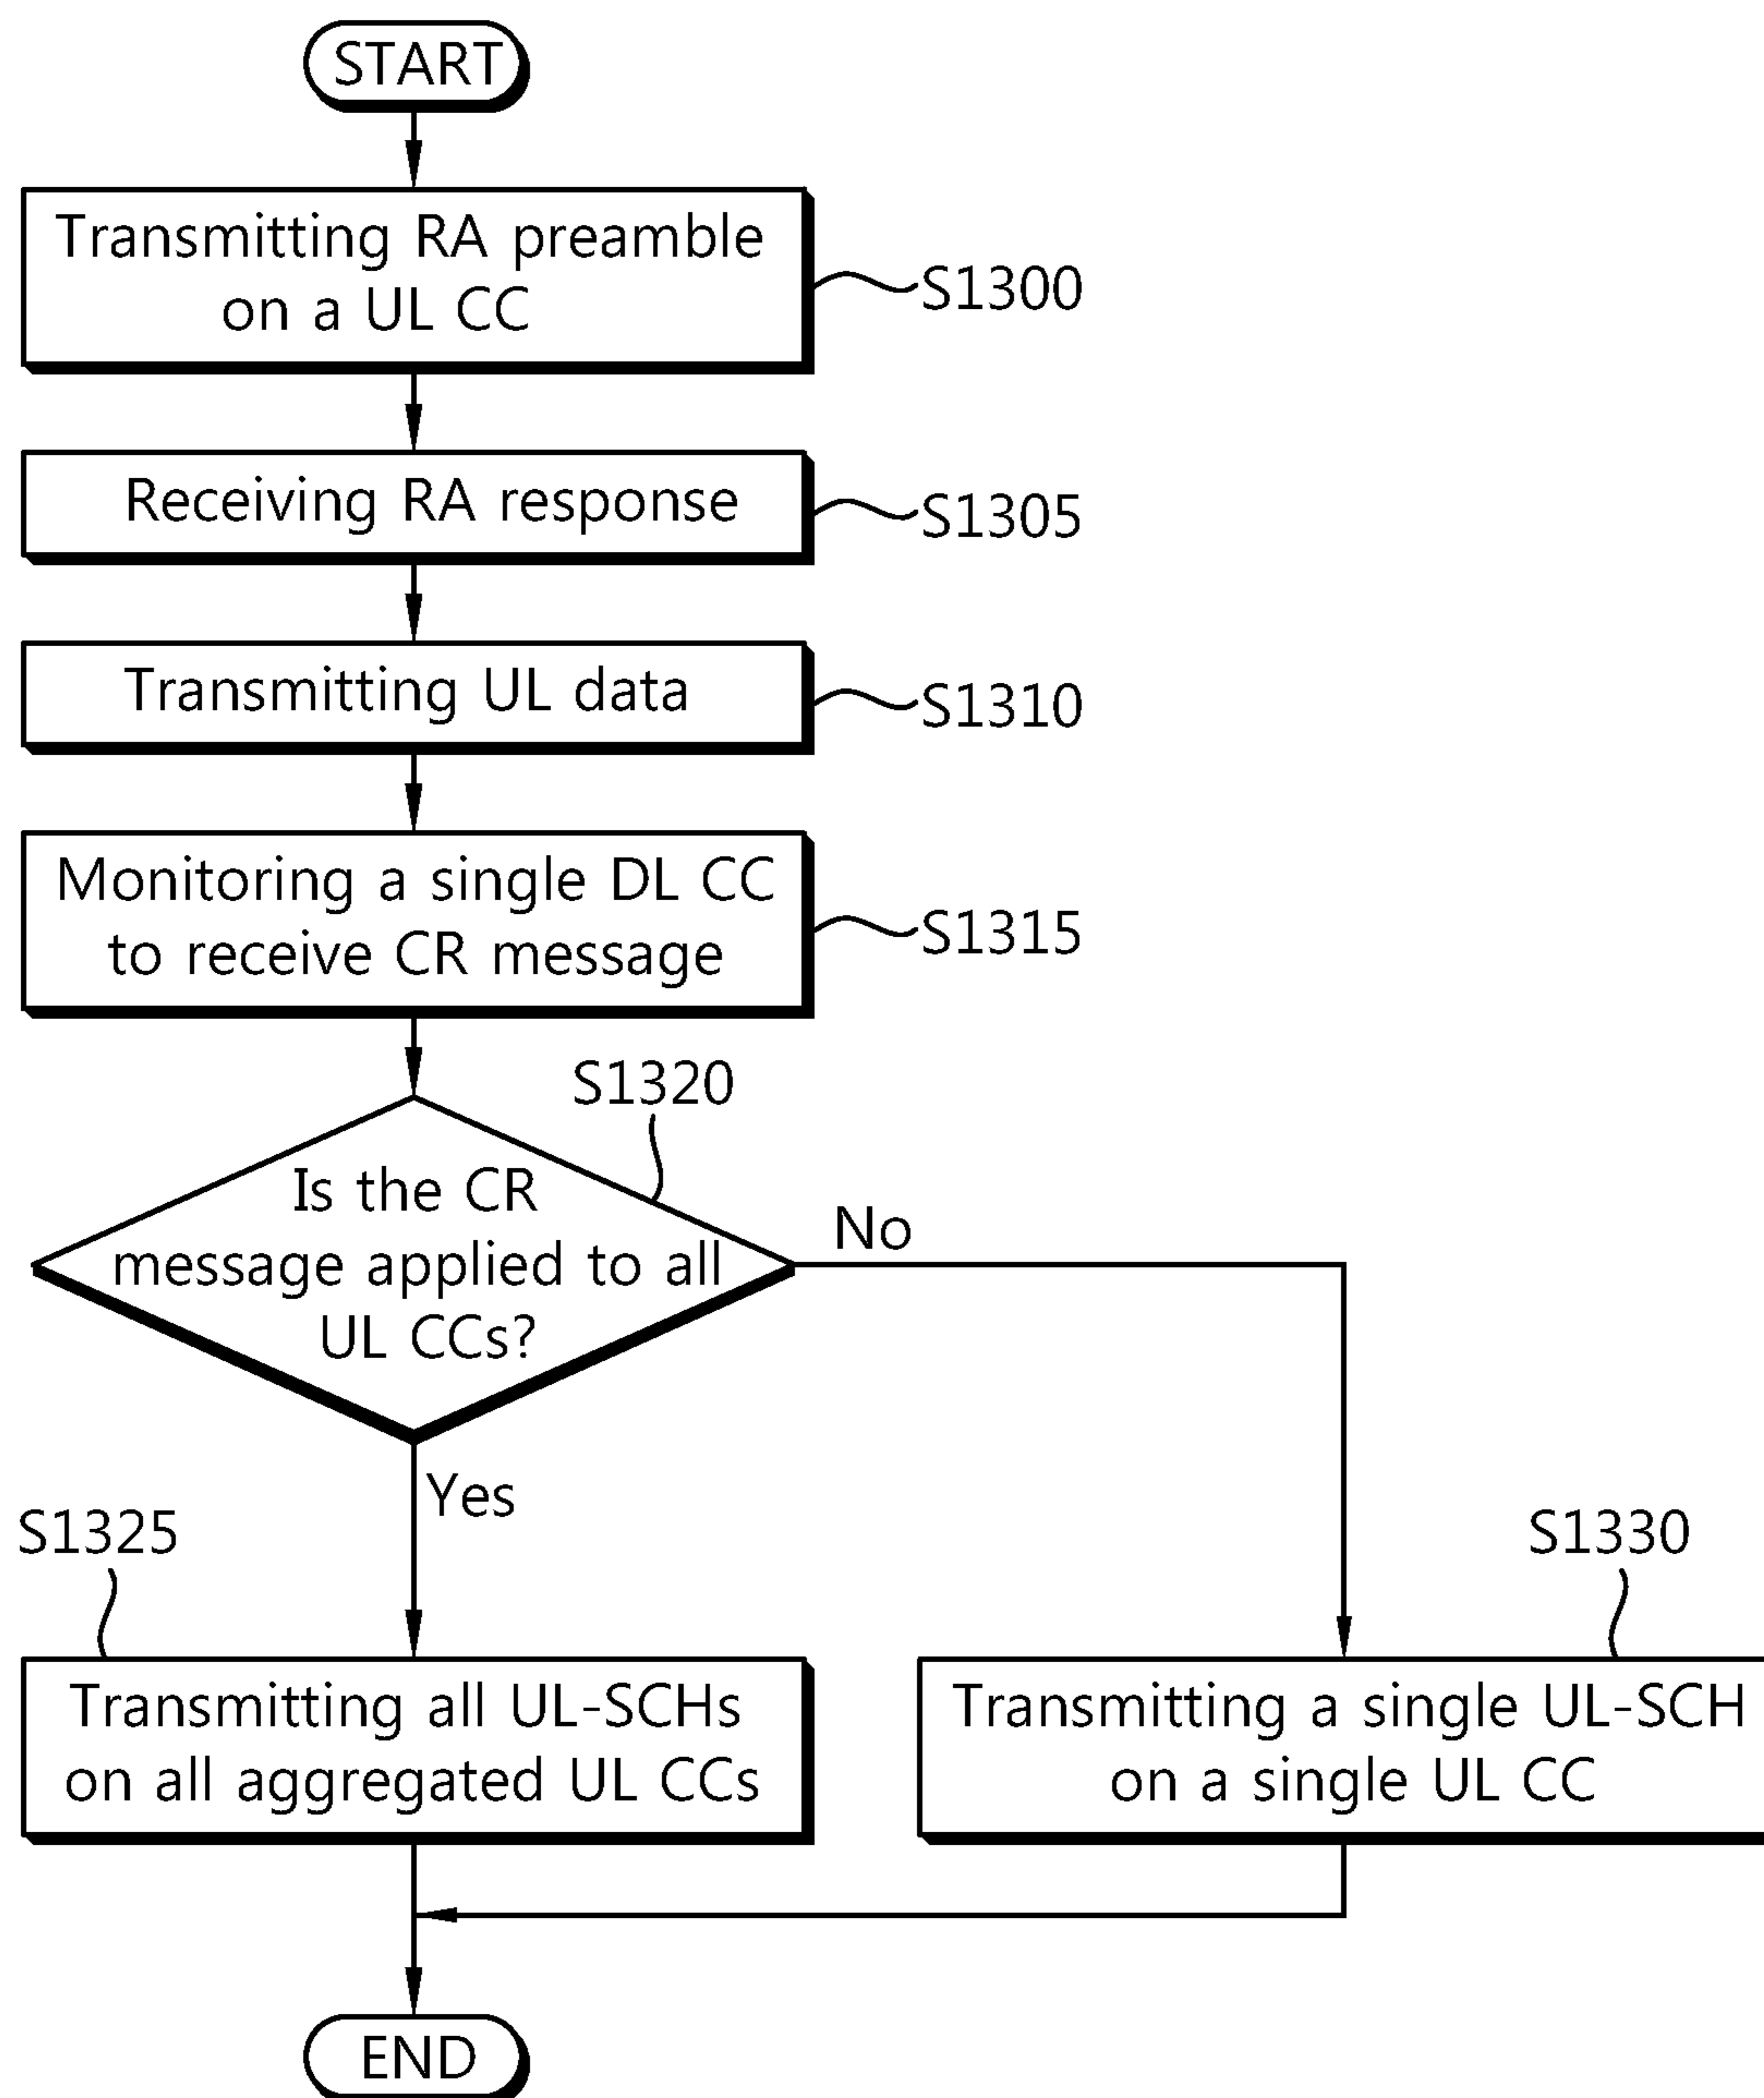 START
Transmitting RA preamble
on a UL CC
S1300
Receiving RA response
S1305
Transmitting UL data
S1310
Monitoring a single DL CC
to receive CR message
S1315
S1320
Is the CR
message applied to all
UL CCs?
No
Yes
S1325
Transmitting all UL-SCHs
on all aggregated UL CCs
S1330
Transmitting a single UL-SCH
on a single UL CC
END